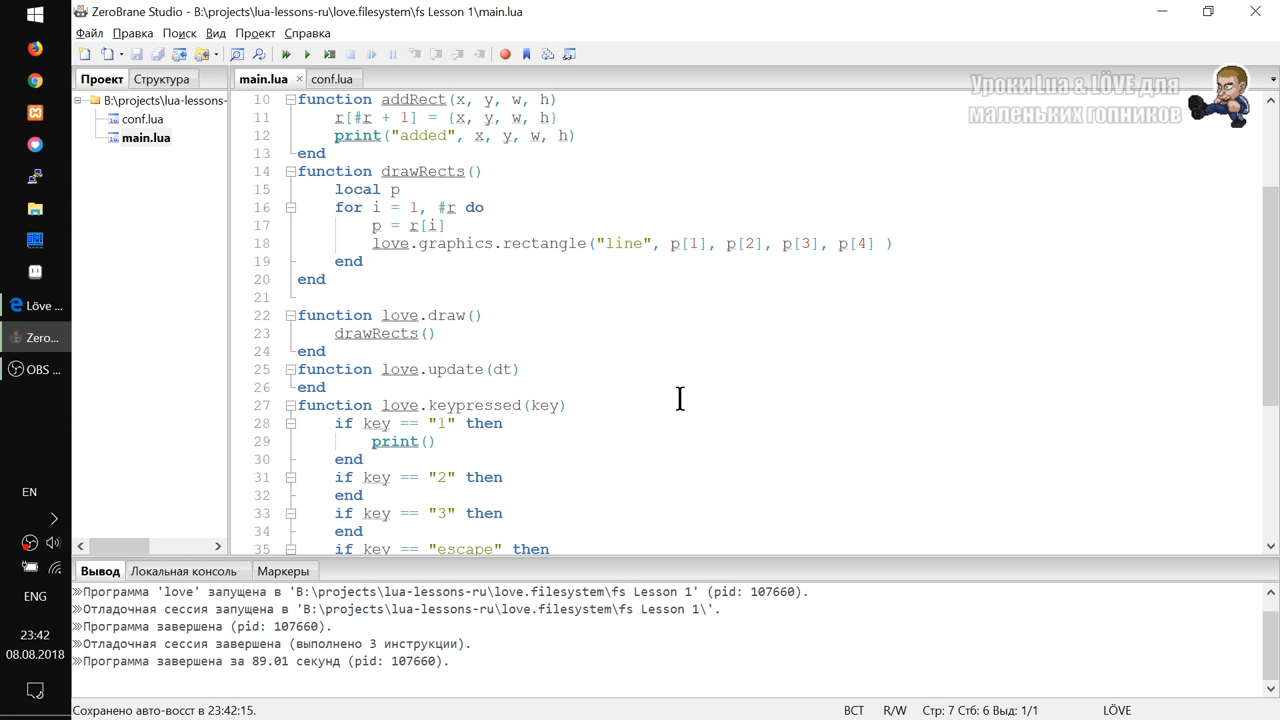 ZeroBrane Studio - B:\projects\lua-lessons-ru\love.filesystem\fs Lesson 1\main.lua
Файл Правка Поиск Вид Проект Справка
Проект Структура
main.lua × conf.lua
B:\projects\lua-lessons-
conf.lua
main.lua
Уроки Lua & LÖVE для
маленьких гопников
10 function addRect(x, y, w, h)
11 r[#r + 1] = {x, y, w, h}
12 print("added", x, y, w, h)
13 end
14 function drawRects()
15 local p
16 for i = 1, #r do
17 p = r[i]
18 love.graphics.rectangle("line", p[1], p[2], p[3], p[4] )
19 end
20 end
21
22 function love.draw()
23 drawRects()
24 end
25 function love.update(dt)
26 end
27 function love.keypressed(key)
28 if key == "1" then
29 print()
30 end
31 if key == "2" then
32 end
33 if key == "3" then
34 end
35 if key == "escape" then
Löve ...
Zero...
OBS ...
EN
ENG
23:42
08.08.2018
Вывод Локальная консоль Маркеры
Программа 'love' запущена в 'B:\projects\lua-lessons-ru\love.filesystem\fs Lesson 1' (pid: 107660).
Отладочная сессия запущена в 'B:\projects\lua-lessons-ru\love.filesystem\fs Lesson 1\'.
Программа завершена (pid: 107660).
Отладочная сессия завершена (выполнено 3 инструкции).
Программа завершена за 89.01 секунд (pid: 107660).
Сохранено авто-восст в 23:42:15.
ВСТ R/W Стр: 7 Стб: 6 Выд: 1/1 LÖVE